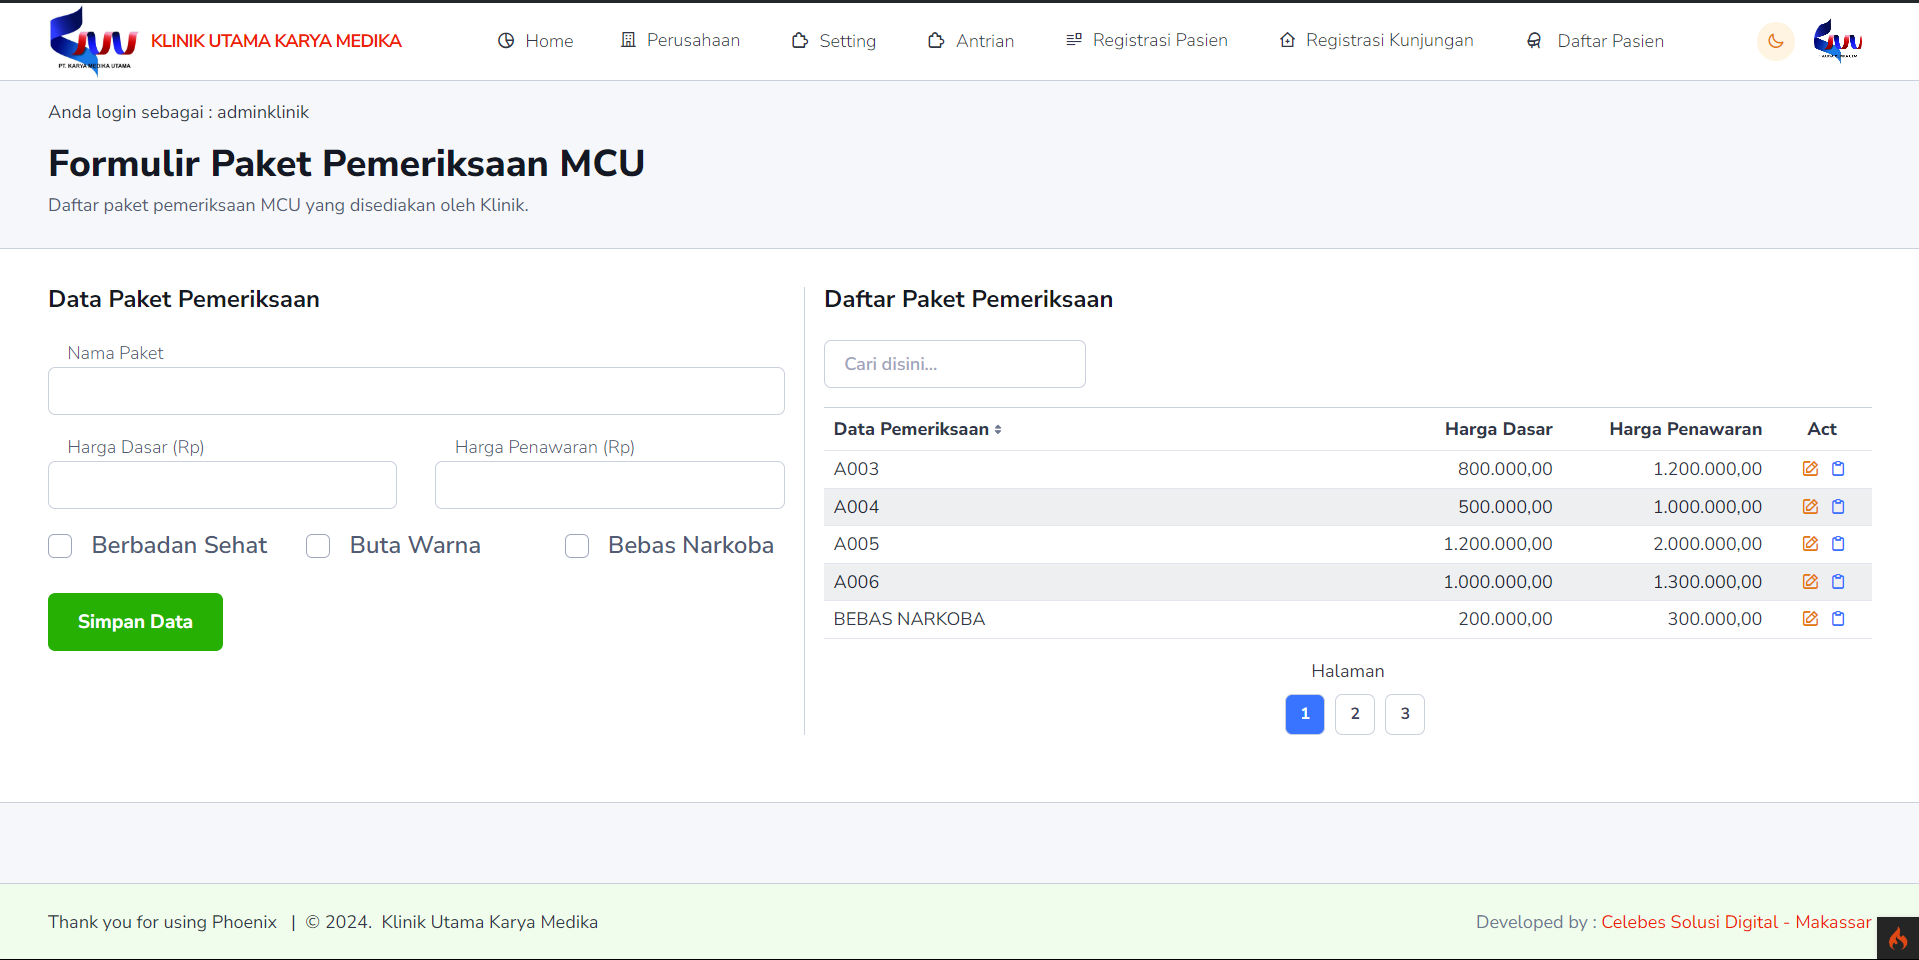 PT. KARYA MEDIKA UTAMA
KLINIK UTAMA KARYA MEDIKA
Home
Perusahaan
Setting
Antrian
Registrasi Pasien
Registrasi Kunjungan
Daftar Pasien
Anda login sebagai : adminklinik
Formulir Paket Pemeriksaan MCU
Daftar paket pemeriksaan MCU yang disediakan oleh Klinik.
Data Paket Pemeriksaan
Nama Paket
Harga Dasar (Rp) Harga Penawaran (Rp)
Berbadan Sehat Buta Warna Bebas Narkoba
Simpan Data
Daftar Paket Pemeriksaan
Cari disini...
Data Pemeriksaan Harga Dasar Harga Penawaran Act
A003 800.000,00 1.200.000,00
A004 500.000,00 1.000.000,00
A005 1.200.000,00 2.000.000,00
A006 1.000.000,00 1.300.000,00
BEBAS NARKOBA 200.000,00 300.000,00
Halaman
1 2 3
Thank you for using Phoenix | © 2024. Klinik Utama Karya Medika
Developed by : Celebes Solusi Digital - Makassar